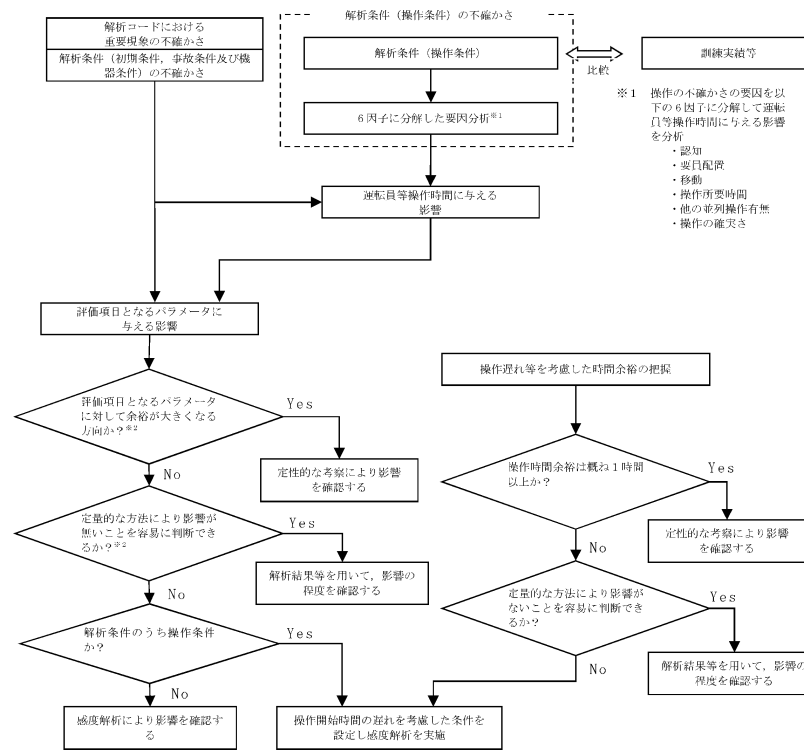 解析コードにおける
重要現象の不確かさ
解析条件（初期条件，事故条件及び機
器条件）の不確かさ
解析条件（操作条件）の不確かさ
解析条件（操作条件）
比較
訓練実績等
6因子に分解した要因分析※1
※1 操作の不確かさの要因を以
下の6因子に分解して運転
員等操作時間に与える影響
を分析
・認知
・要員配置
・移動
・操作所要時間
・他の並列操作有無
・操作の確実さ
運転員等操作時間に与える
影響
評価項目となるパラメータに
与える影響
評価項目となるパラメータ
に対して余裕が大きくなる
方向か？※2
Yes
定性的な考察により影響
を確認する
No
定量的な方法により影響が
無いことを容易に判断でき
るか？※2
Yes
解析結果等を用いて，影響の
程度を確認する
No
解析条件のうち操作条件
か？
Yes
No
感度解析により影響を確認す
る
操作遅れ等を考慮した時間余裕の把握
操作時間余裕は概ね1時間
以上か？
Yes
定性的な考察により影響
を確認する
No
定量的な方法により影響が
ないことを容易に判断でき
るか？
Yes
解析結果等を用いて，影響の
程度を確認する
No
操作開始時間の遅れを考慮した条件を
設定し感度解析を実施